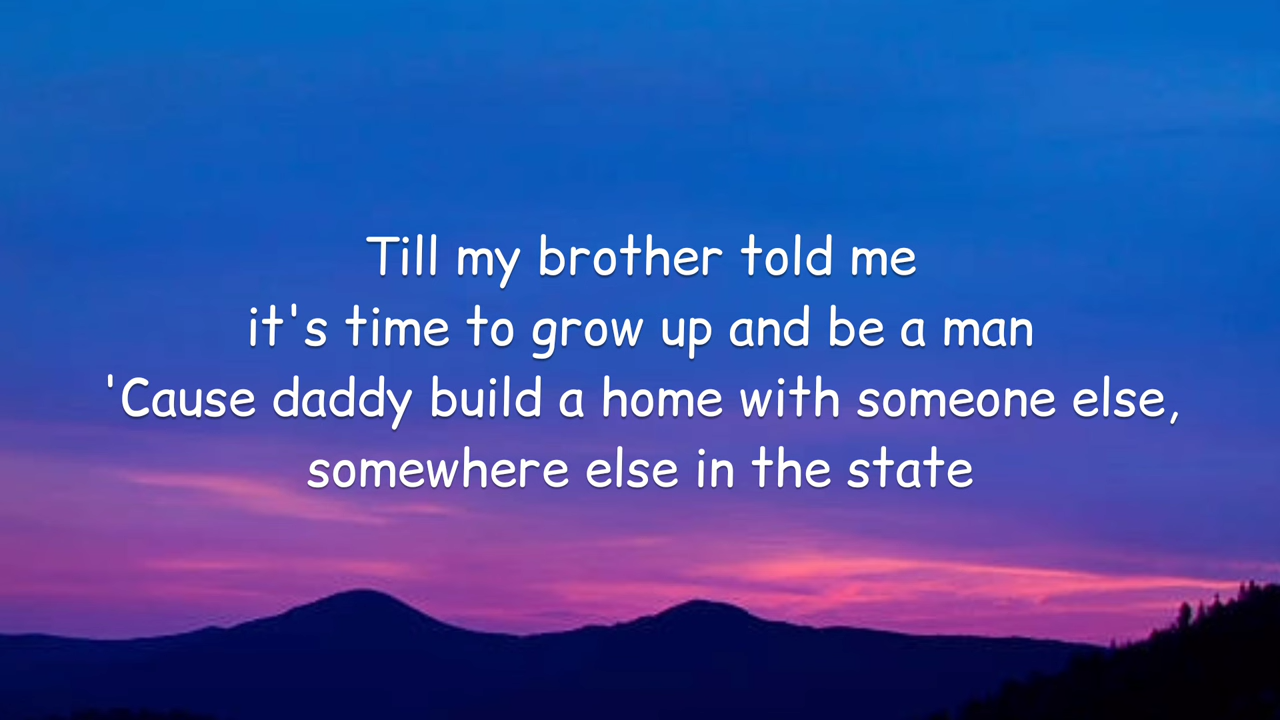 Till my brother told me
it's time to grow up and be a man
'Cause daddy build a home with someone else,
somewhere else in the state